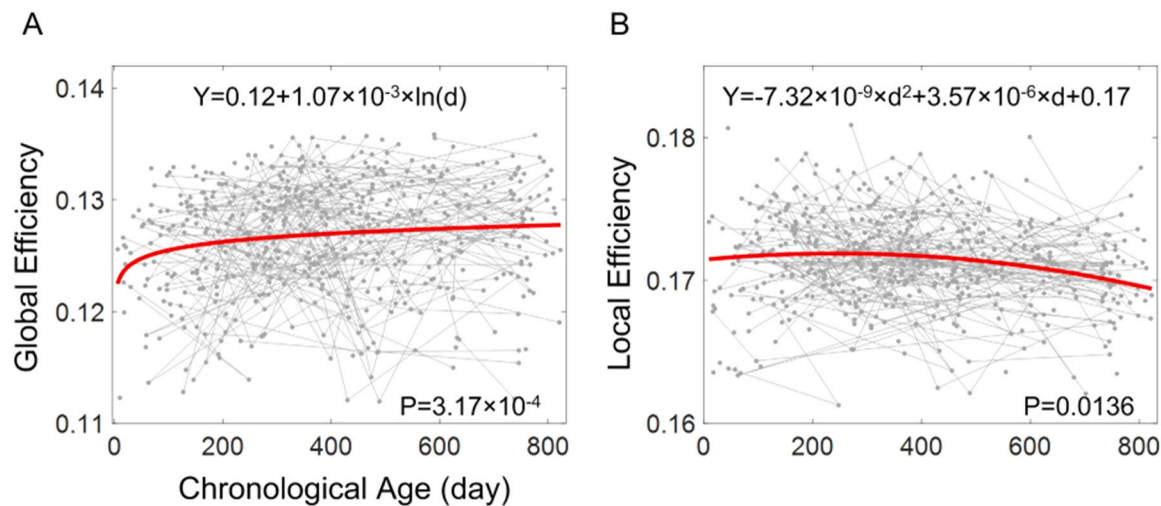 A
Y=0.12+1.07×10⁻³×ln(d)
Global Efficiency
0.14
0.13
0.12
0.11
P=3.17×10⁻⁴
0 200 400 600 800
Chronological Age (day)
B
Y=-7.32×10⁻⁹×d²+3.57×10⁻⁶×d+0.17
Local Efficiency
0.18
0.17
0.16
P=0.0136
0 200 400 600 800